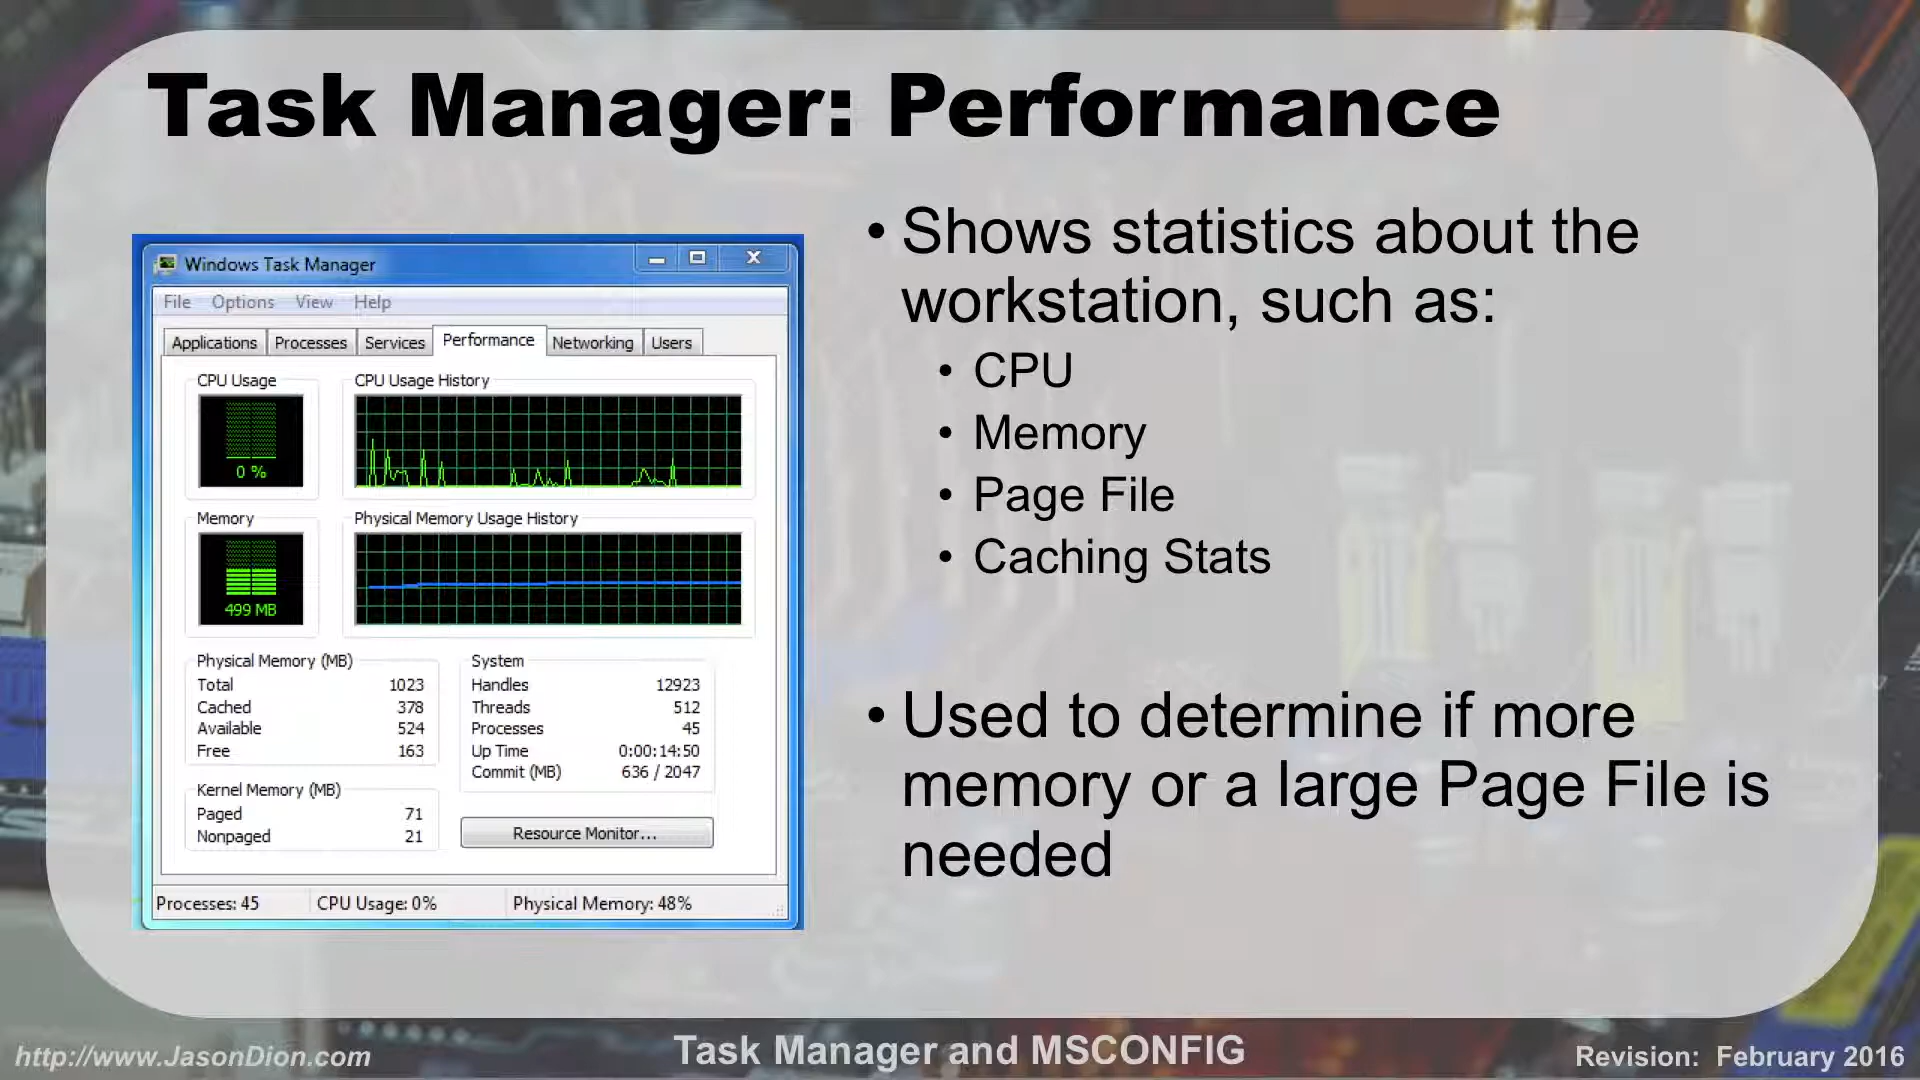 Task Manager: Performance
Windows Task Manager
File Options View Help
Applications Processes Services Performance Networking Users
CPU Usage
CPU Usage History
0 %
Memory
Physical Memory Usage History
499 MB
Physical Memory (MB)
Total 1023
Cached 378
Available 524
Free 163
Kernel Memory (MB)
Paged 71
Nonpaged 21
System
Handles 12923
Threads 512
Processes 45
Up Time 0:00:14:50
Commit (MB) 636 / 2047
Resource Monitor...
Processes: 45 CPU Usage: 0% Physical Memory: 48%
• Shows statistics about the
workstation, such as:
• CPU
• Memory
• Page File
• Caching Stats
• Used to determine if more
memory or a large Page File is
needed
http://www.JasonDion.com
Task Manager and MSCONFIG
Revision: February 2016